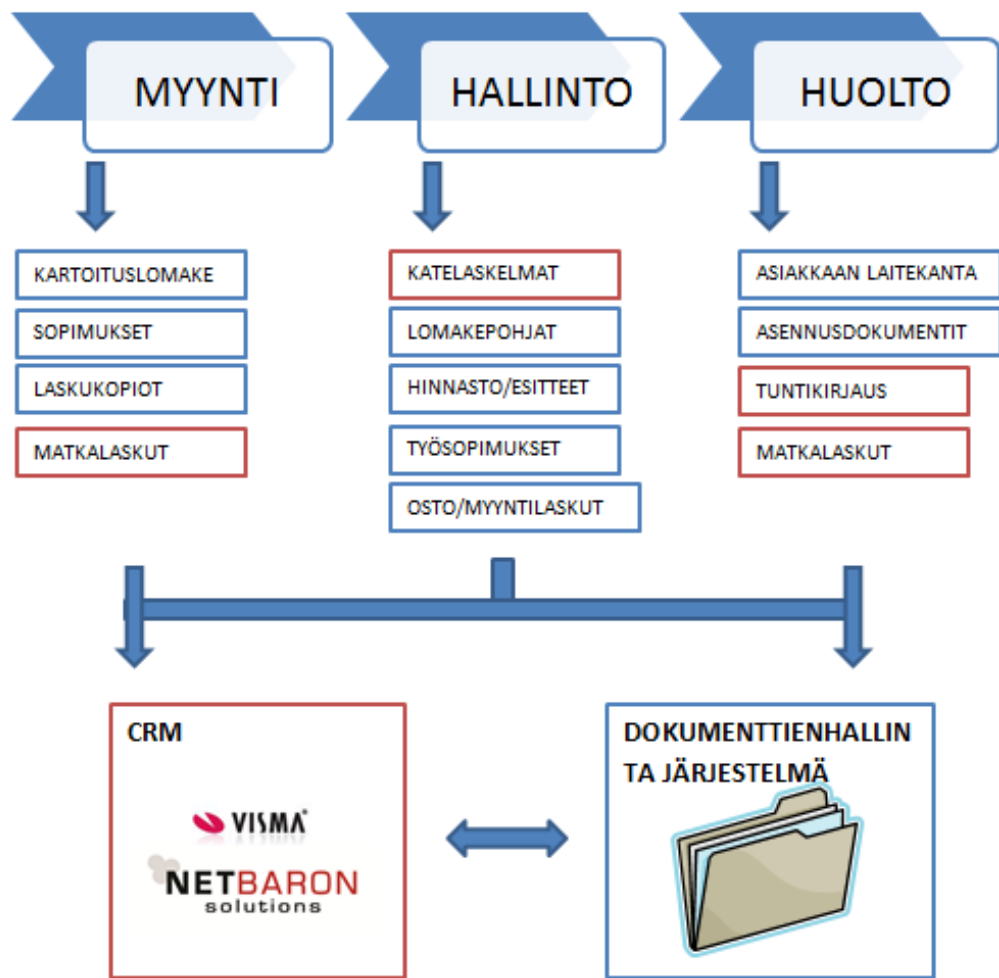 MYYNTI
HALLINTO
HUOLTO
KARTOITUSLOMAKE
SOPIMUKSET
LASKUKOPIOT
MATKALASKUT
KATELASKELMAT
LOMAKEPOHJAT
HINNASTO/ESITTEET
TYÖSOPIMUKSET
OSTO/MYYNTILASKUT
ASIAKKAAN LAITEKANTA
ASENNUSDOKUMENTIT
TUNTIKIRJAUS
MATKALASKUT
CRM
VISMA®
NETBARON
solutions
DOKUMENTTIENHALLIN
TA JÄRJESTELMÄ